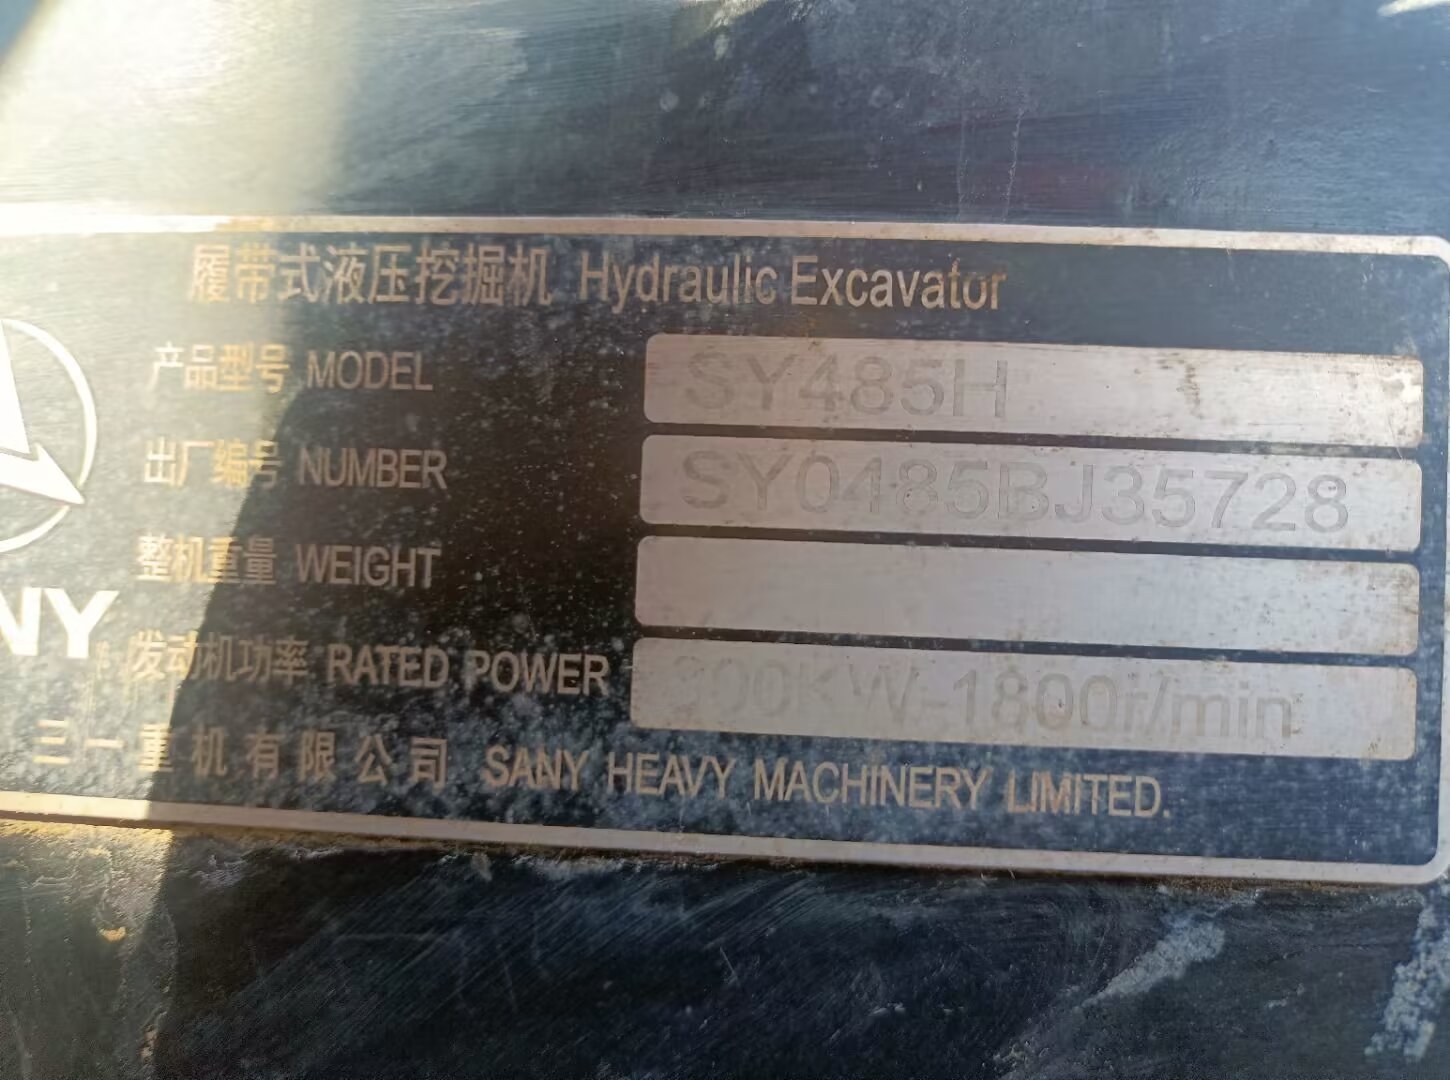 履带式液压挖掘机 Hydraulic Excavator
产品型号 MODEL SY485H
出厂编号 NUMBER SY0485BJ35728
整机重量 WEIGHT
NY
发动机功率 RATED POWER 300KW-1800r/min
三一重机有限公司 SANY HEAVY MACHINERY LIMITED.